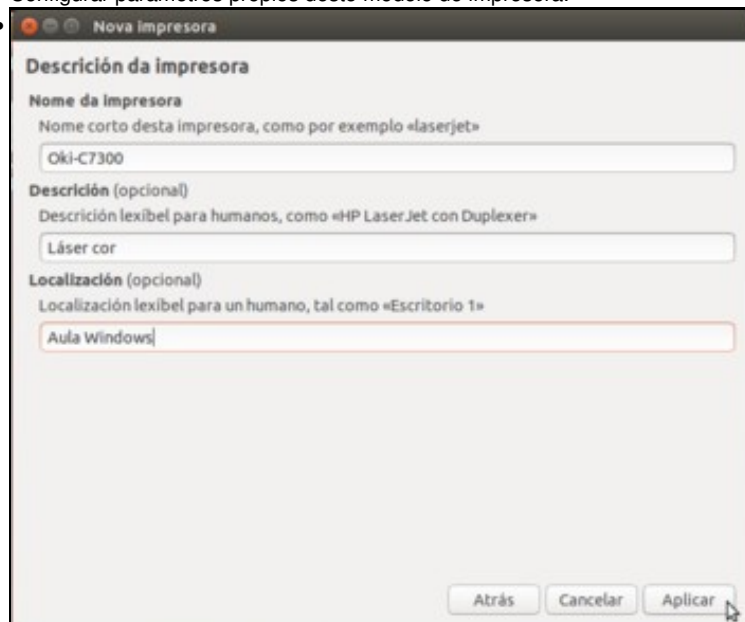 Configurar parámetros propios deste modelo de impresora.
Nova impresora
Descrición da impresora
Nome da impresora
Nome corto desta impresora, como por exemplo «laserjet»
Oki-C7300
Descrición (opcional)
Descrición lexíbel para humanos, como «HP LaserJet con Duplexer»
Láser cor
Localización (opcional)
Localización lexíbel para un humano, tal como «Escritorio 1»
Aula Windows
Atrás Cancelar Aplicar